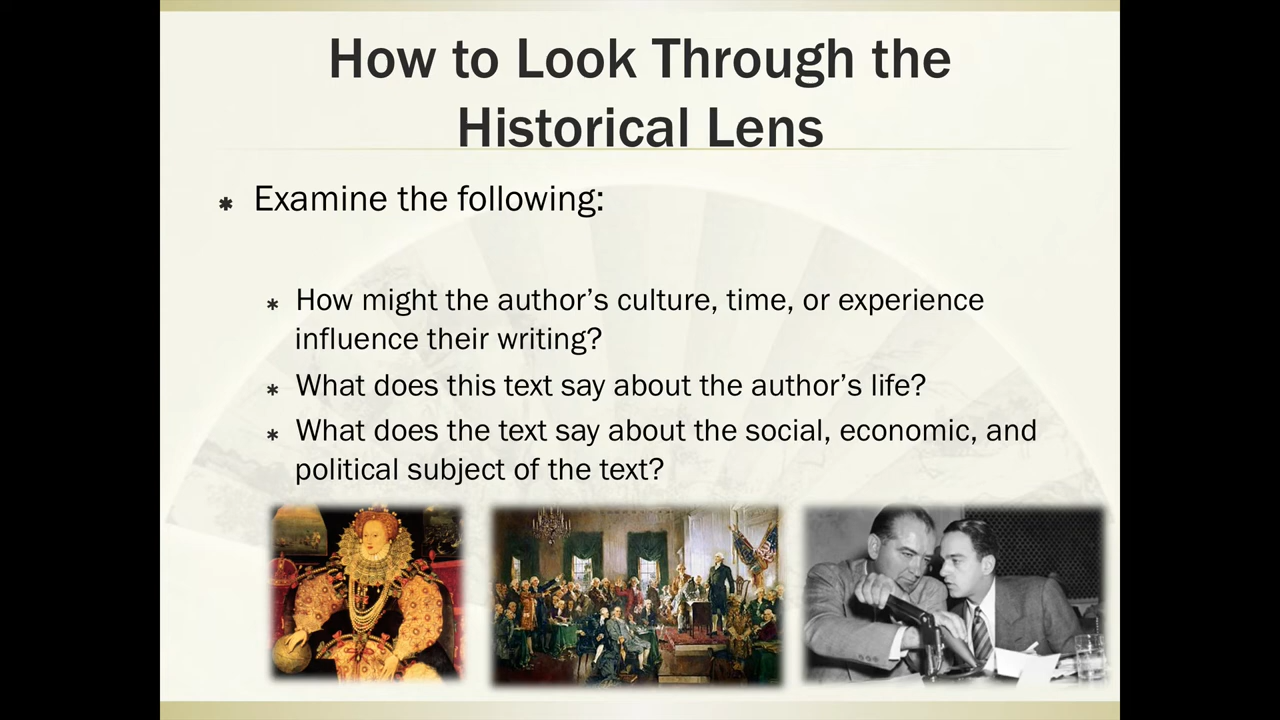 How to Look Through the
Historical Lens
✱ Examine the following:
✱ How might the author’s culture, time, or experience
influence their writing?
✱ What does this text say about the author’s life?
✱ What does the text say about the social, economic, and
political subject of the text?